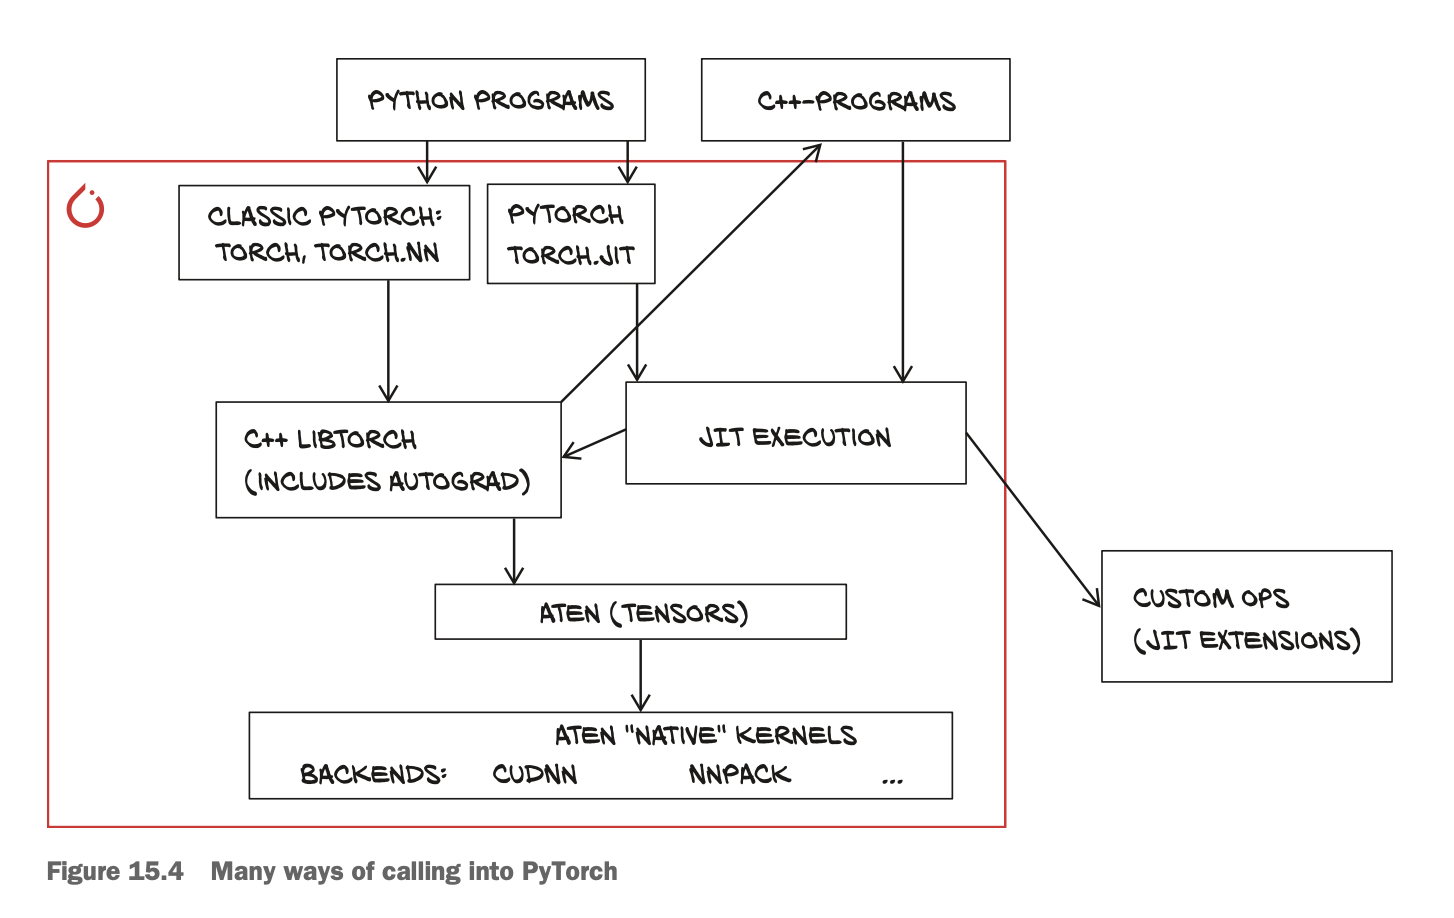 PYTHON PROGRAMS
C++-PROGRAMS
CLASSIC PYTORCH:
TORCH, TORCH.NN
PYTORCH
TORCH.JIT
C++ LIBTORCH
(INCLUDES AUTOGRAD)
JIT EXECUTION
CUSTOM OPS
(JIT EXTENSIONS)
ATEN (TENSORS)
ATEN "NATIVE" KERNELS
BACKENDS: CUDNN NNPACK ...
Figure 15.4 Many ways of calling into PyTorch